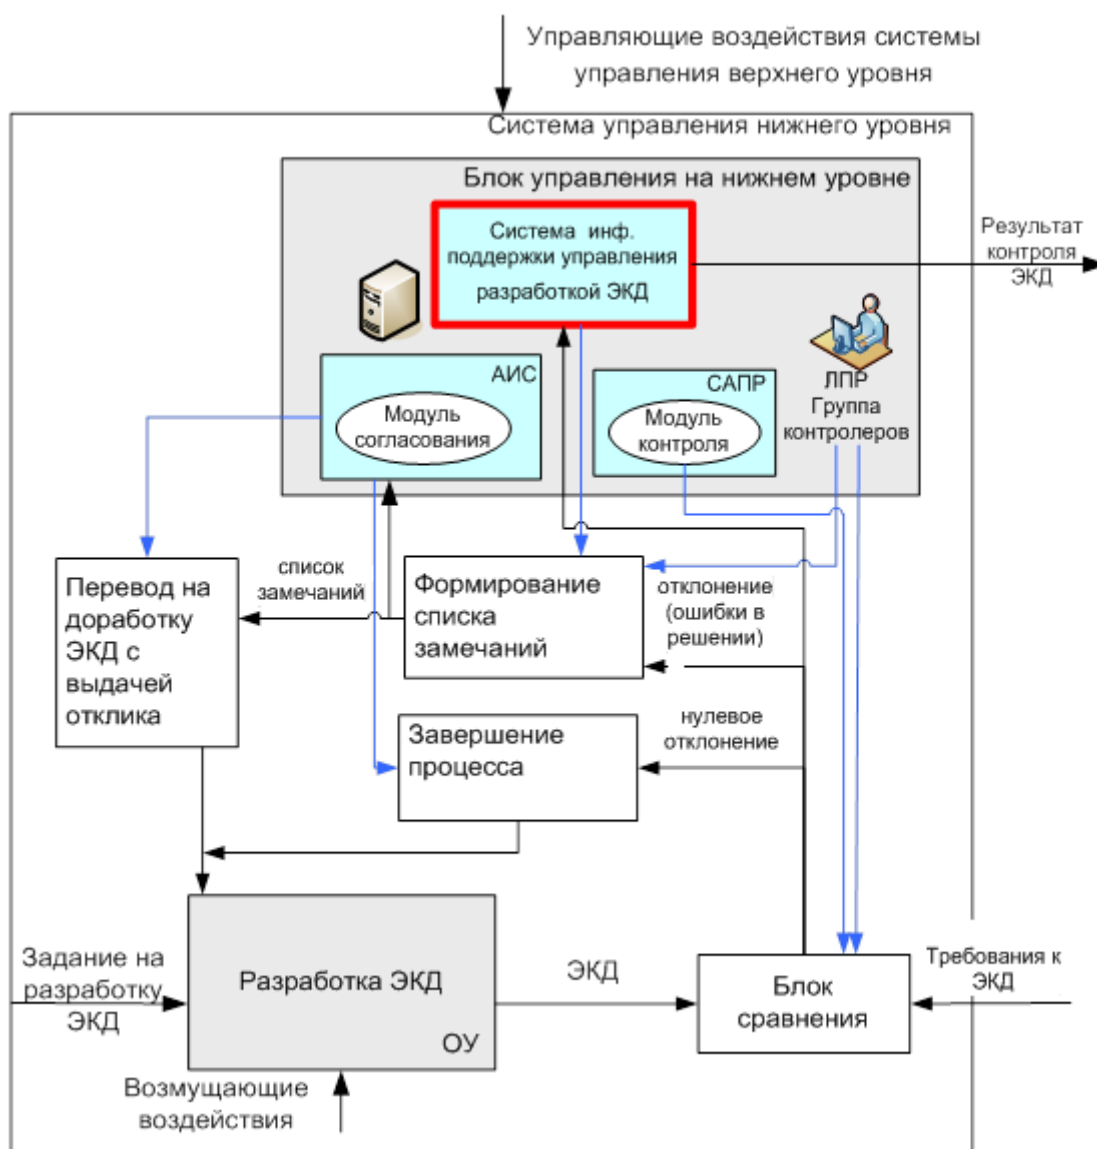 Управляющие воздействия системы
управления верхнего уровня
Система управления нижнего уровня
Блок управления на нижнем уровне
Система инф.
поддержки управления
разработкой ЭКД
Результат
контроля
ЭКД
АИС
Модуль
согласования
САПР
Модуль
контроля
ЛПР
Группа
контролеров
Перевод на
доработку
ЭКД с
выдачей
отклика
список
замечаний
Формирование
списка
замечаний
отклонение
(ошибки в
решении)
Завершение
процесса
нулевое
отклонение
Задание на
разработку
ЭКД
Разработка ЭКД
ОУ
ЭКД
Блок
сравнения
Требования к
ЭКД
Возмущающие
воздействия